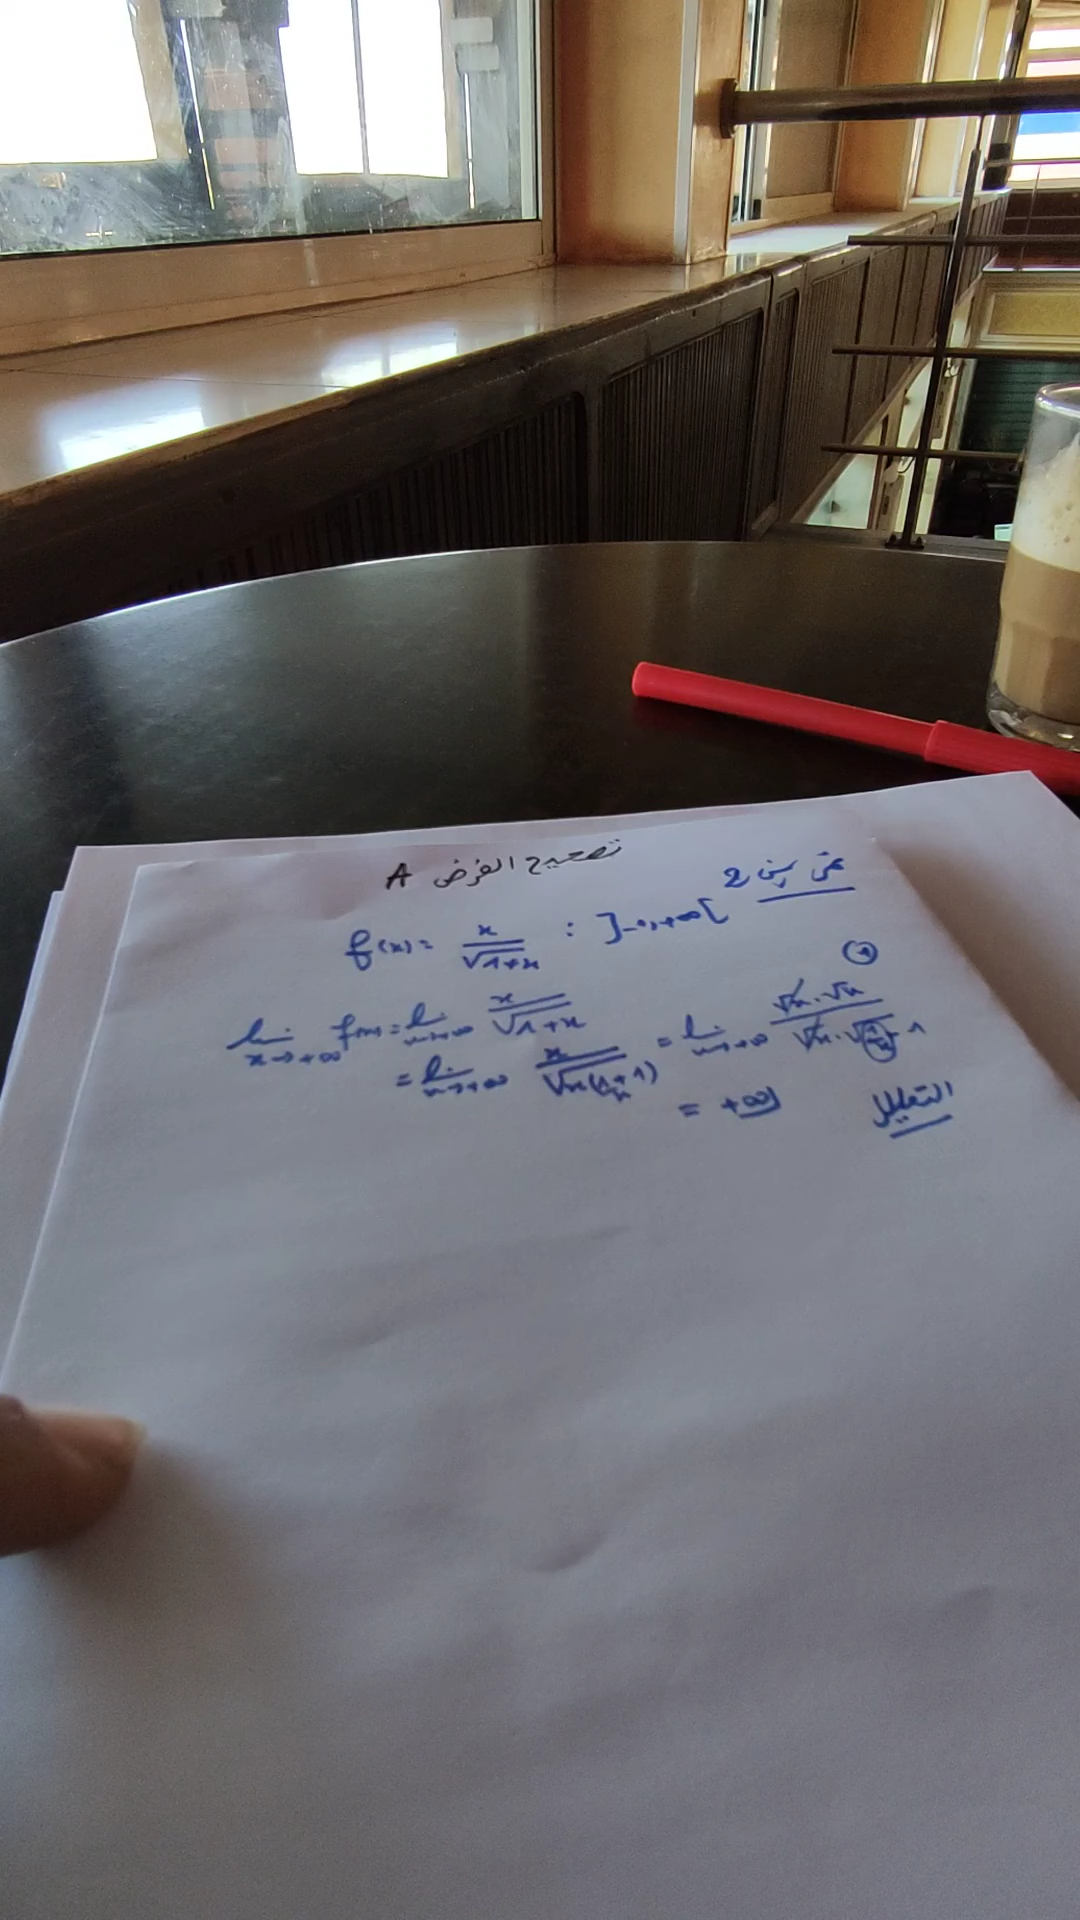 تصحيح الفرض A
تمرين 2
f(x) = x/√(1+x) : ]-1,+∞[
①
lim x→+∞ f(x) = lim x→+∞ x/√(1+x)
= lim x→+∞ x/√(x(1/x+1)) = lim x→+∞ √x.√x/√x.√(1/x+1)
= +∞
التعليل